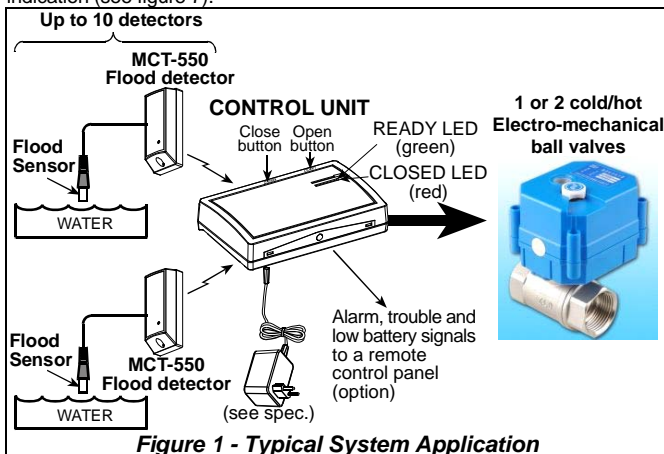 indication (see figure 7).
Up to 10 detectors
MCT-550
Flood detector
Flood
Sensor
WATER
CONTROL UNIT
Close
button
Open
button
READY LED
(green)
CLOSED LED
(red)
1 or 2 cold/hot
Electro-mechanical
ball valves
Flood
Sensor
WATER
MCT-550
Flood detector
(see spec.)
Alarm, trouble and
low battery signals
to a remote
control panel
(option)
Figure 1 - Typical System Application